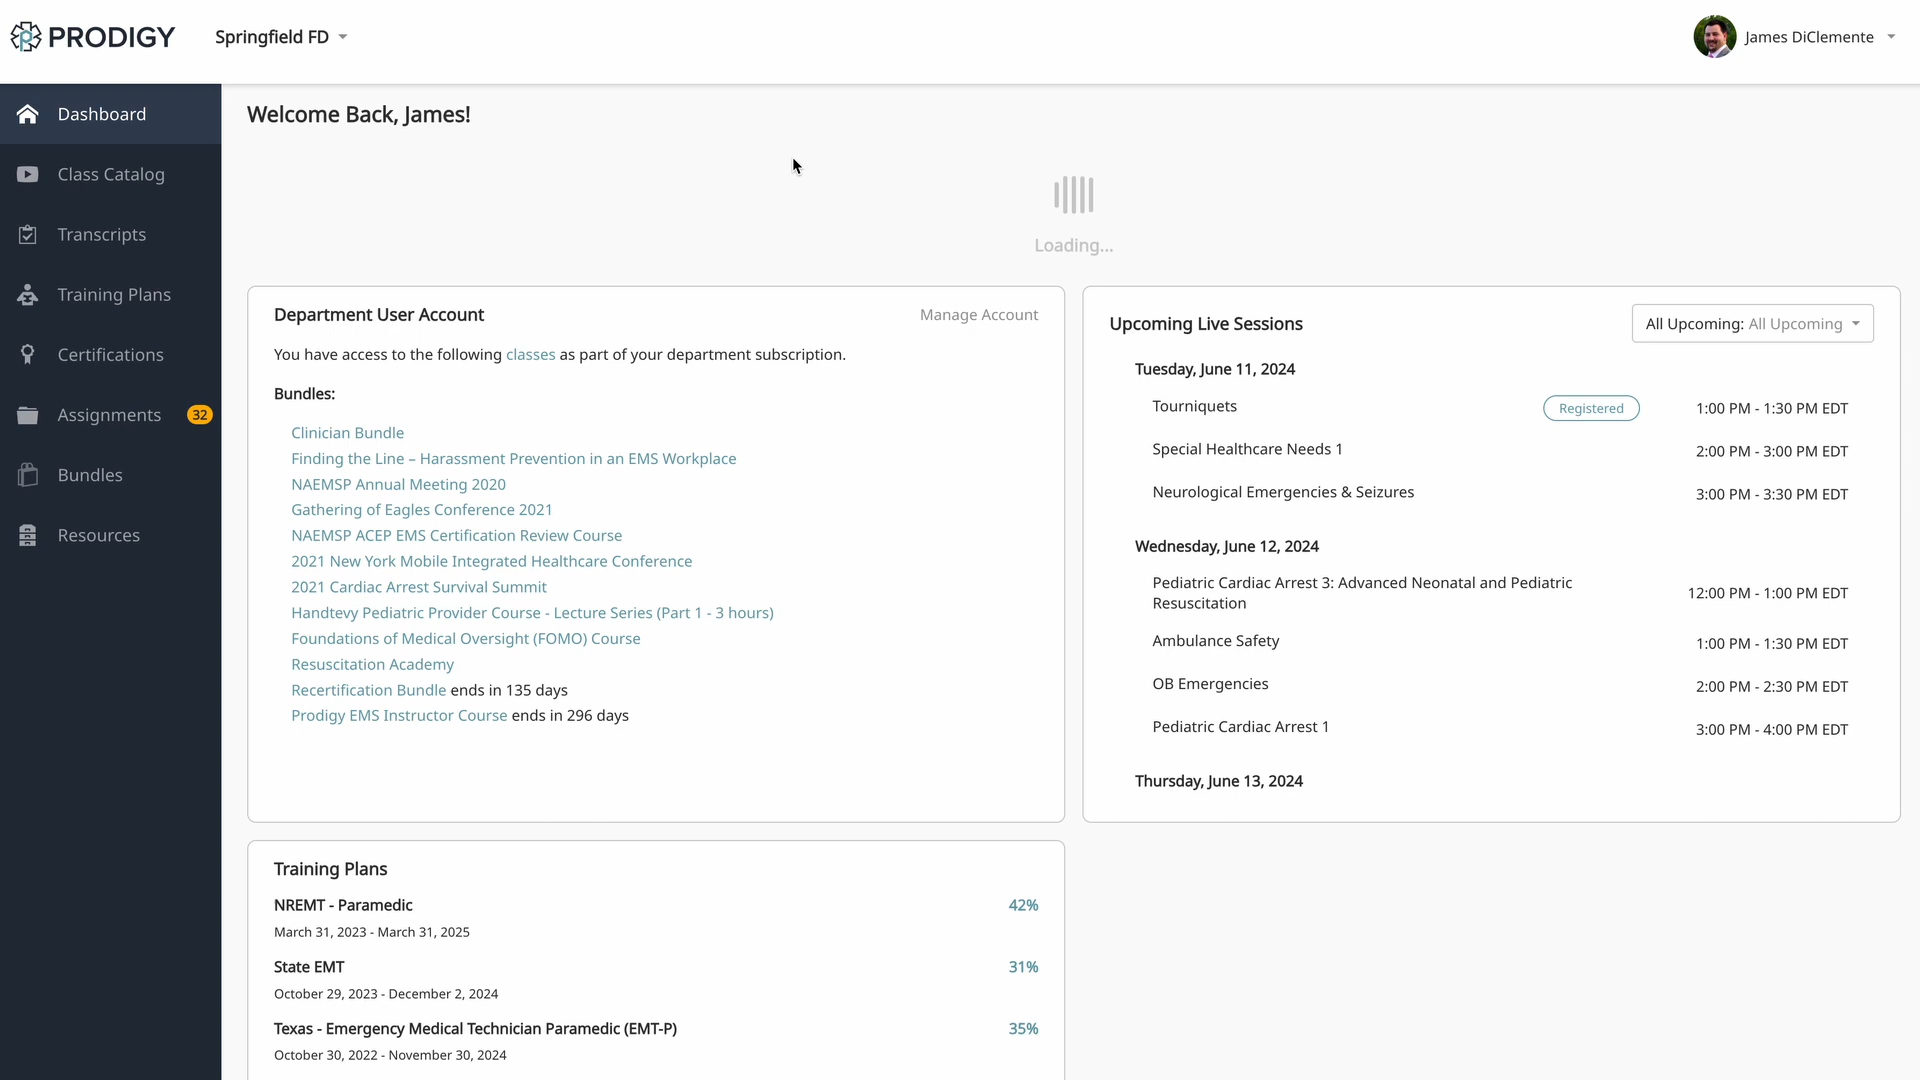 PRODIGY
Springfield FD
James DiClemente
Dashboard
Class Catalog
Transcripts
Training Plans
Certifications
Assignments 32
Bundles
Resources
Welcome Back, James!
Loading...
Department User Account
Manage Account
You have access to the following classes as part of your department subscription.
Bundles:
Clinician Bundle
Finding the Line – Harassment Prevention in an EMS Workplace
NAEMSP Annual Meeting 2020
Gathering of Eagles Conference 2021
NAEMSP ACEP EMS Certification Review Course
2021 New York Mobile Integrated Healthcare Conference
2021 Cardiac Arrest Survival Summit
Handtevy Pediatric Provider Course - Lecture Series (Part 1 - 3 hours)
Foundations of Medical Oversight (FOMO) Course
Resuscitation Academy
Recertification Bundle ends in 135 days
Prodigy EMS Instructor Course ends in 296 days
Upcoming Live Sessions
All Upcoming: All Upcoming
Tuesday, June 11, 2024
Tourniquets Registered 1:00 PM - 1:30 PM EDT
Special Healthcare Needs 1 2:00 PM - 3:00 PM EDT
Neurological Emergencies & Seizures 3:00 PM - 3:30 PM EDT
Wednesday, June 12, 2024
Pediatric Cardiac Arrest 3: Advanced Neonatal and Pediatric
Resuscitation
12:00 PM - 1:00 PM EDT
Ambulance Safety 1:00 PM - 1:30 PM EDT
OB Emergencies 2:00 PM - 2:30 PM EDT
Pediatric Cardiac Arrest 1 3:00 PM - 4:00 PM EDT
Thursday, June 13, 2024
Training Plans
NREMT - Paramedic 42%
March 31, 2023 - March 31, 2025
State EMT 31%
October 29, 2023 - December 2, 2024
Texas - Emergency Medical Technician Paramedic (EMT-P) 35%
October 30, 2022 - November 30, 2024